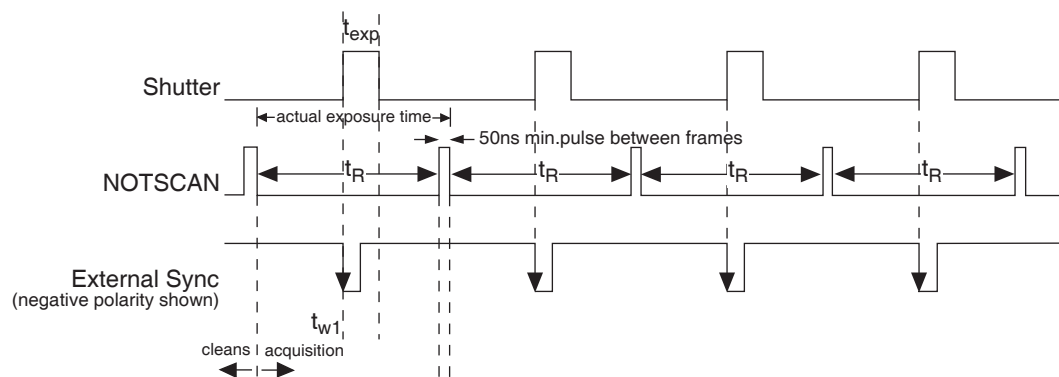 t_exp
Shutter
actual exposure time
50ns min.pulse between frames
NOTSCAN
t_R
t_R
t_R
t_R
External Sync
(negative polarity shown)
t_w1
cleans
acquisition